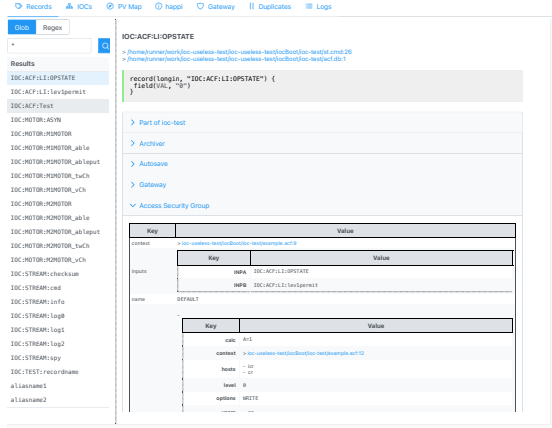 Records IOCs PV Map happi Gateway Duplicates Logs
Glob Regex
*
Results
IOC:ACF:LI:OPSTATE
IOC:ACF:LI:lev1permit
IOC:ACF:Test
IOC:MOTOR:ASYN
IOC:MOTOR:M1MOTOR
IOC:MOTOR:M1MOTOR_able
IOC:MOTOR:M1MOTOR_ableput
IOC:MOTOR:M1MOTOR_twCh
IOC:MOTOR:M1MOTOR_vCh
IOC:MOTOR:M2MOTOR
IOC:MOTOR:M2MOTOR_able
IOC:MOTOR:M2MOTOR_ableput
IOC:MOTOR:M2MOTOR_twCh
IOC:MOTOR:M2MOTOR_vCh
IOC:STREAM:checksum
IOC:STREAM:cmd
IOC:STREAM:info
IOC:STREAM:log0
IOC:STREAM:log1
IOC:STREAM:log2
IOC:STREAM:spy
IOC:TEST:recordname
aliasname1
aliasname2
IOC:ACF:LI:OPSTATE
> /home/runner/work/ioc-useless-test/ioc-useless-test/iocBoot/ioc-test/st.cmd:26
> /home/runner/work/ioc-useless-test/ioc-useless-test/iocBoot/ioc-test/acf.db:1
record(longin, "IOC:ACF:LI:OPSTATE") {
field(VAL, "0")
}
> Part of ioc-test
> Archiver
> Autosave
> Gateway
Access Security Group
Key Value
context > ioc-useless-test/iocBoot/ioc-test/example.acf:9
Key Value
inputs INPA IOC:ACF:LI:OPSTATE
INPB IOC:ACF:LI:lev1permit
name DEFAULT
-
Key Value
calc A=1
context > ioc-useless-test/iocBoot/ioc-test/example.acf:12
hosts
level 0
options WRITE